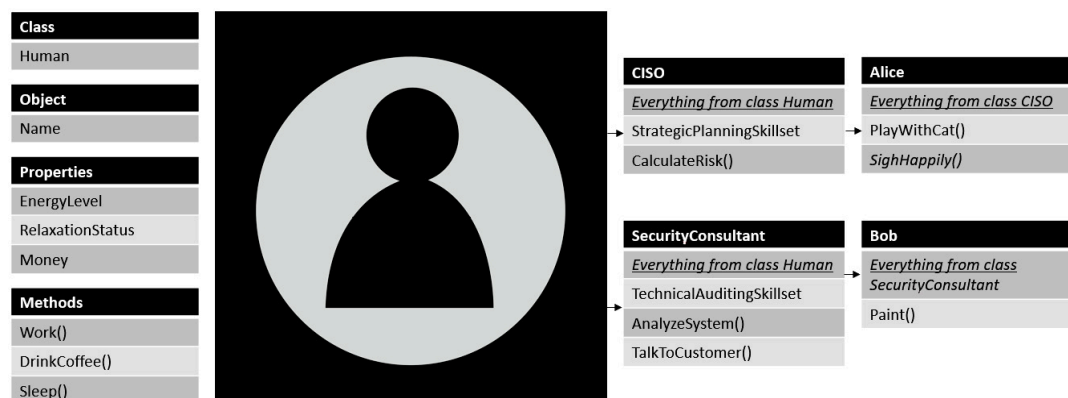 Class
Human
Object
Name
Properties
EnergyLevel
RelaxationStatus
Money
Methods
Work()
DrinkCoffee()
Sleep()
CISO
Everything from class Human
StrategicPlanningSkillset
CalculateRisk()
Alice
Everything from class CISO
PlayWithCat()
SighHappily()
SecurityConsultant
Everything from class Human
TechnicalAuditingSkillset
AnalyzeSystem()
TalkToCustomer()
Bob
Everything from class
SecurityConsultant
Paint()